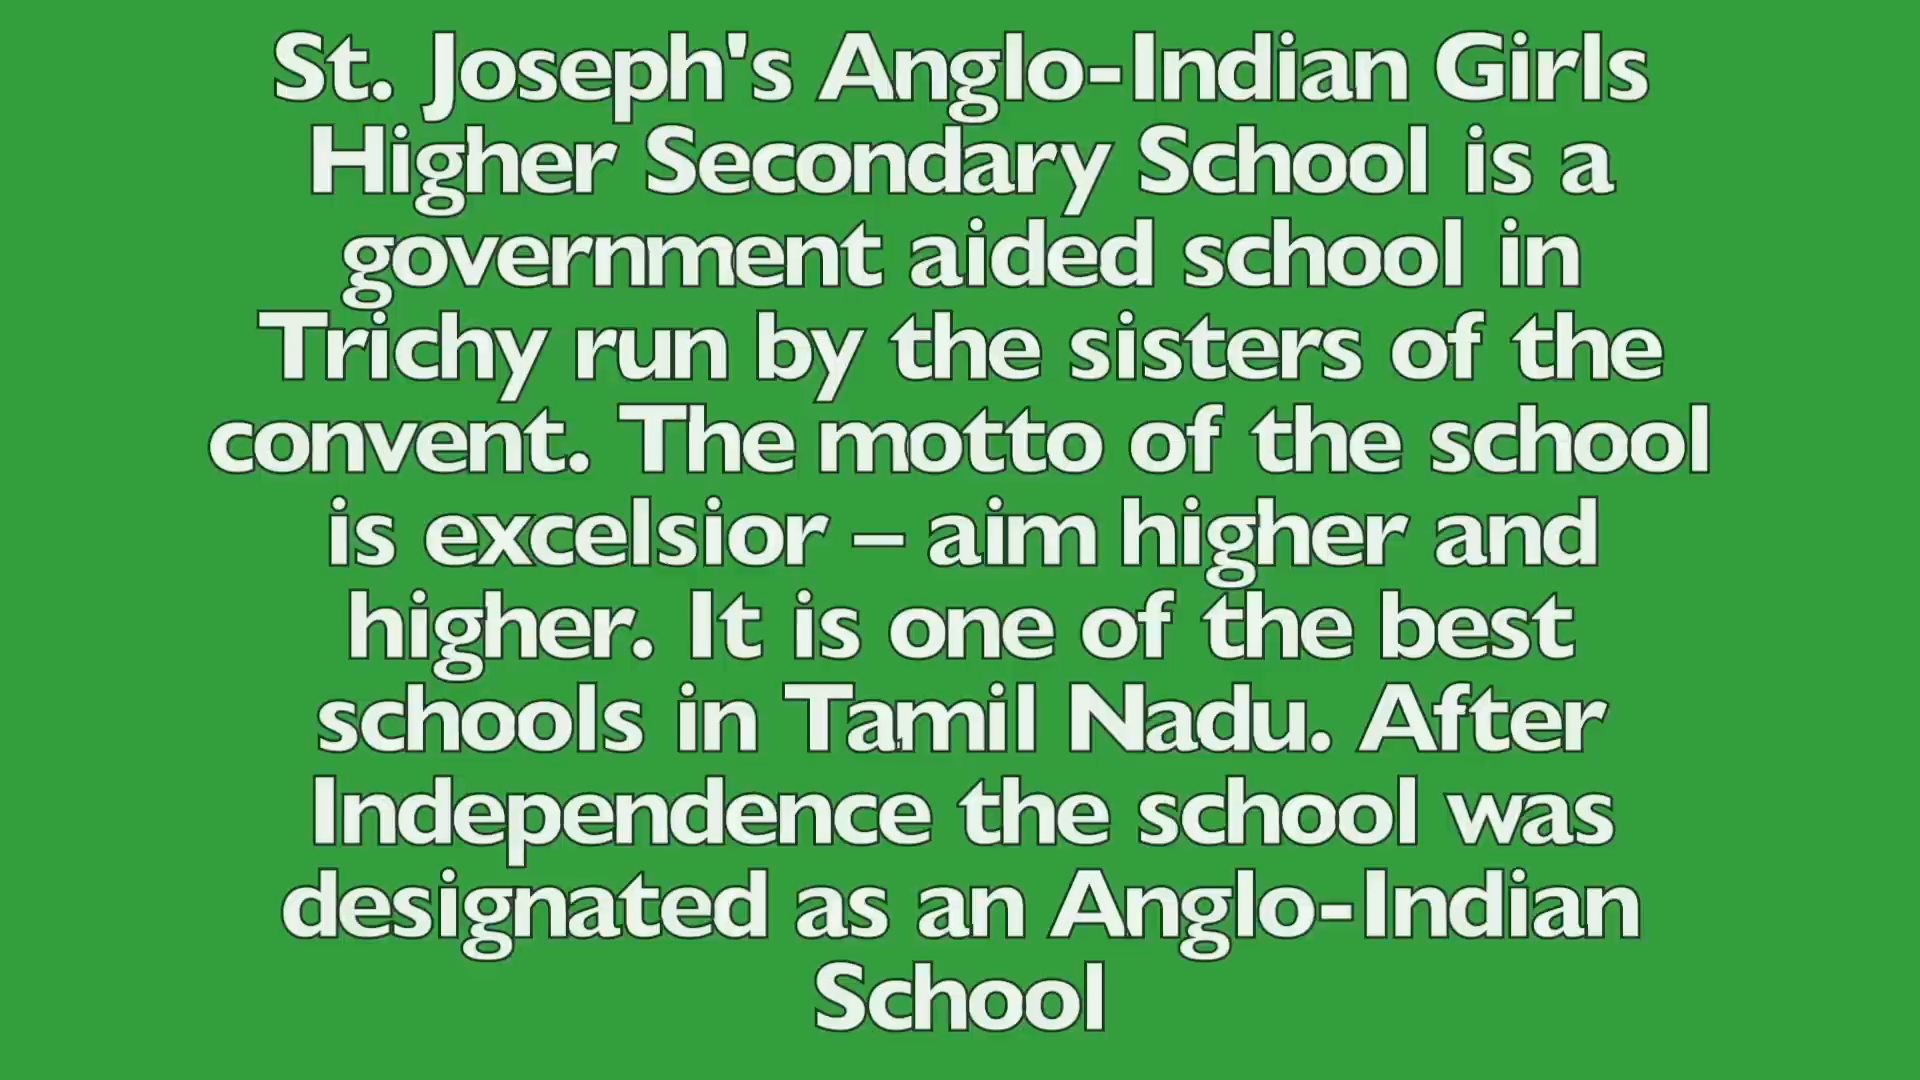 St. Joseph's Anglo-Indian Girls
Higher Secondary School is a
government aided school in
Trichy run by the sisters of the
convent. The motto of the school
is excelsior – aim higher and
higher. It is one of the best
schools in Tamil Nadu. After
Independence the school was
designated as an Anglo-Indian
School